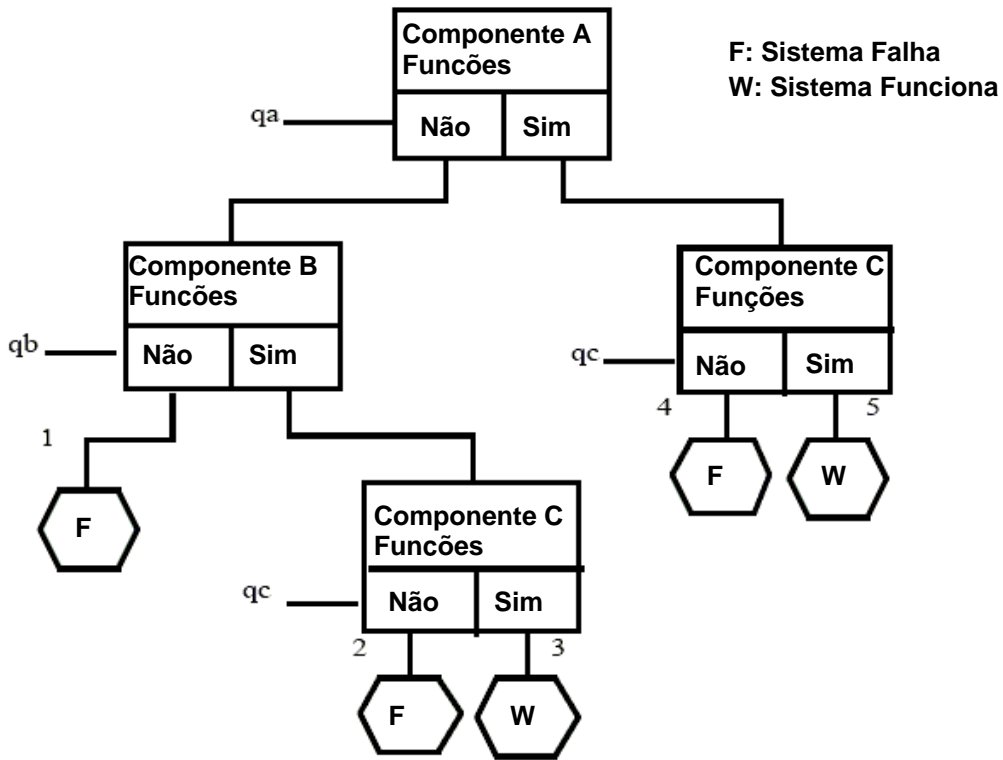 Componente A
Funcões
F: Sistema Falha
W: Sistema Funciona
qa
Não
Sim
Componente B
Funcões
Componente C
Funções
qb
Não
Sim
qc
Não
Sim
1
4
5
F
F
W
Componente C
Funcões
qc
Não
Sim
2
3
F
W